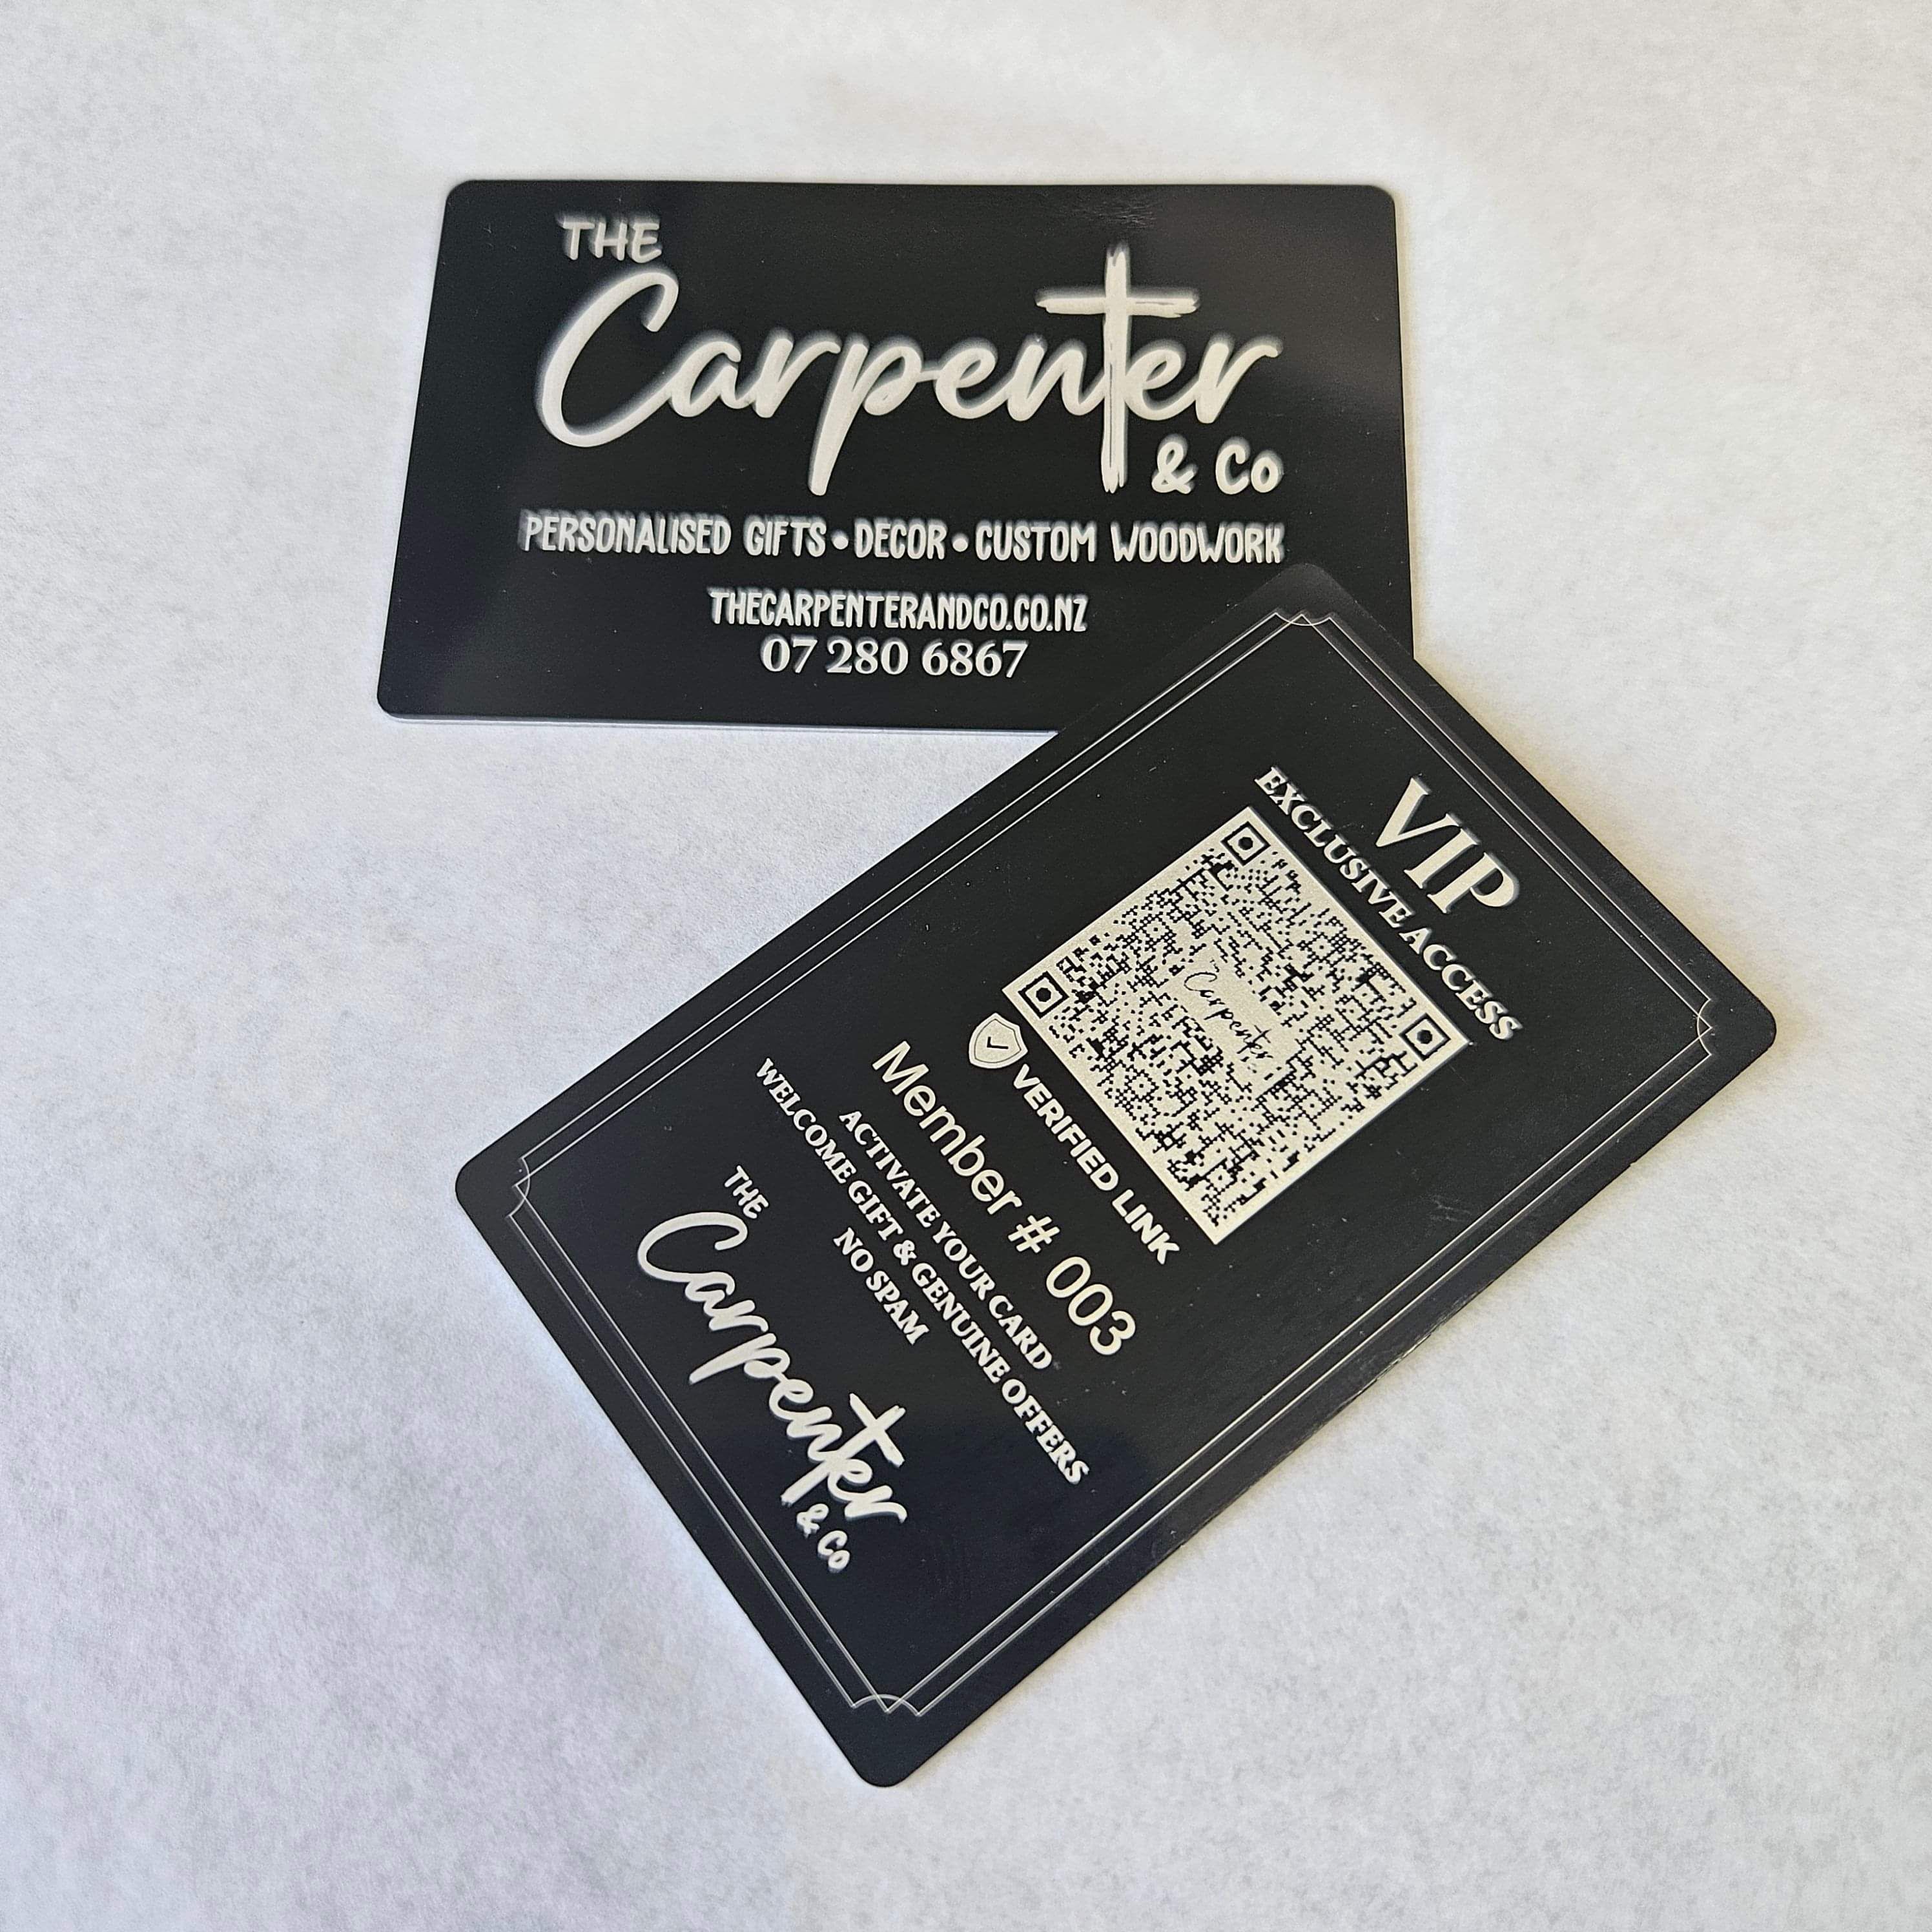 THE
Carpenter
& Co
PERSONALISED GIFTS • DECOR • CUSTOM WOODWORK
THECARPENTERANDCO.CO.NZ
07 280 6867
VIP
EXCLUSIVE ACCESS
Carpenter
VERIFIED LINK
Member # 003
ACTIVATE YOUR CARD
WELCOME GIFT & GENUINE OFFERS
NO SPAM
THE
Carpenter
& Co